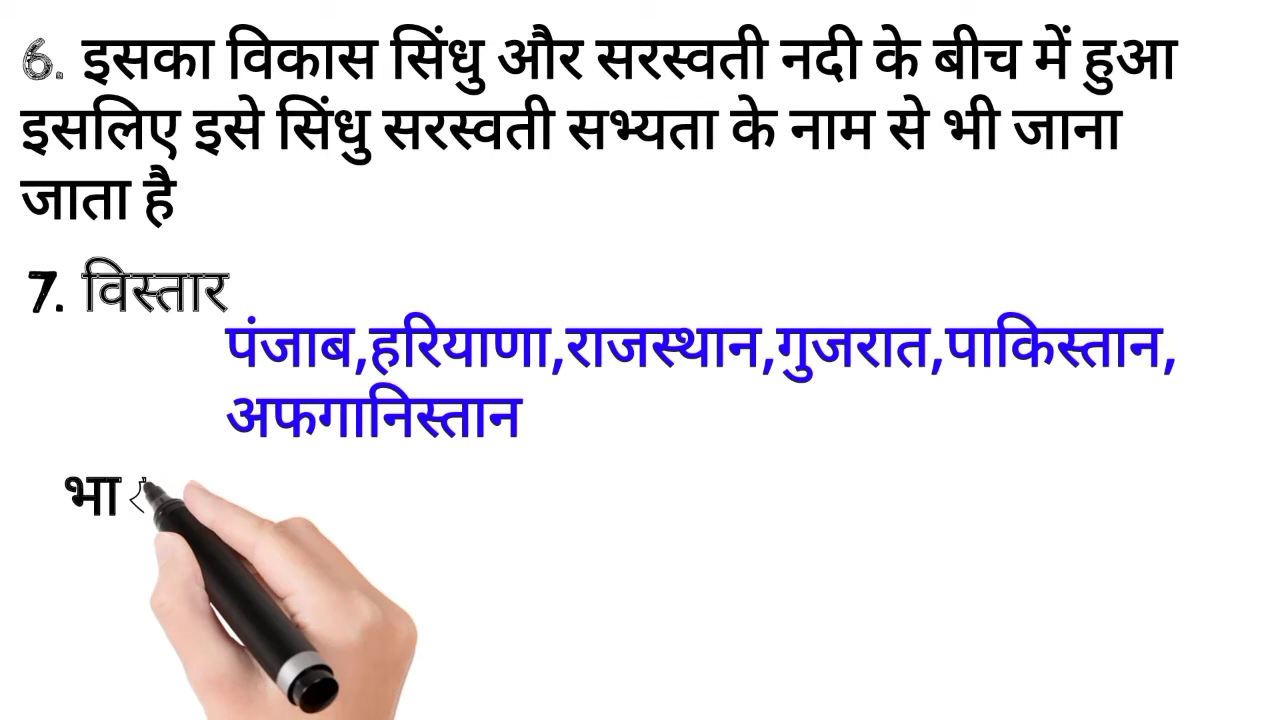 6. इसका विकास सिंधु और सरस्वती नदी के बीच में हुआ
इसलिए इसे सिंधु सरस्वती सभ्यता के नाम से भी जाना
जाता है
7. विस्तार
पंजाब,हरियाणा,राजस्थान,गुजरात,पाकिस्तान,
अफगानिस्तान
भा